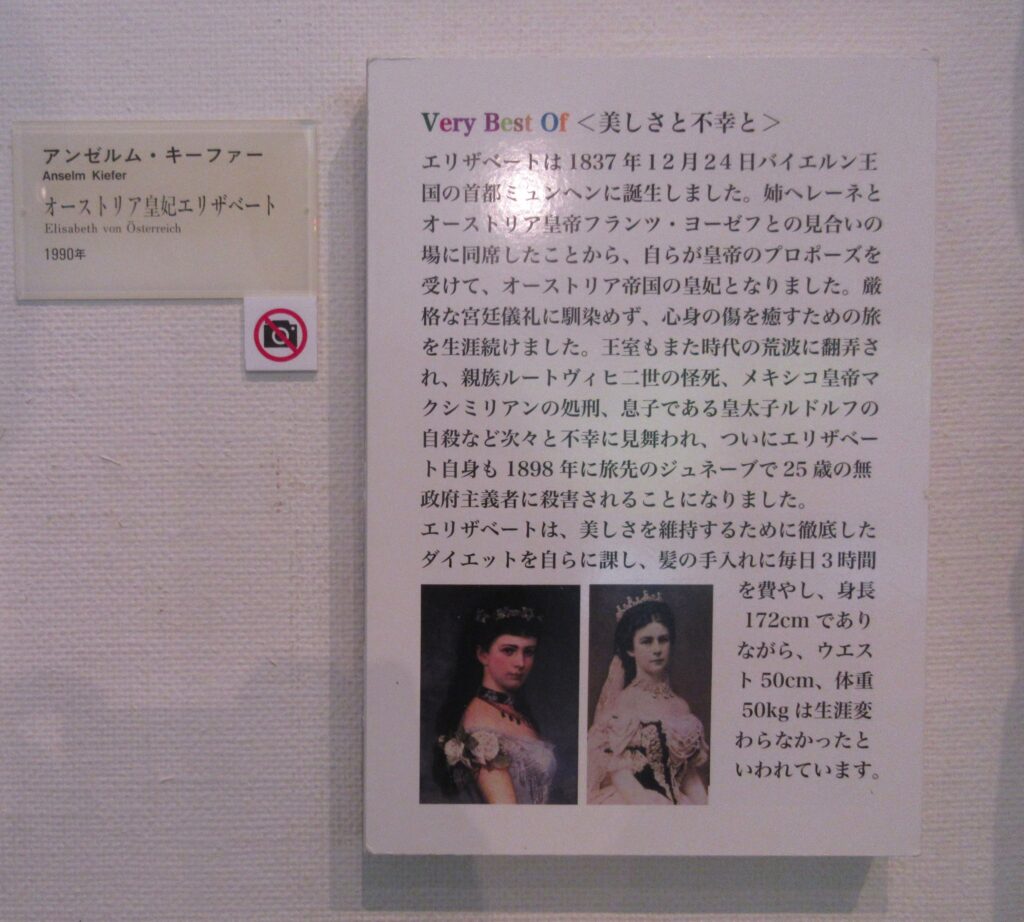 アンゼルム・キーファー
Anselm Kiefer
オーストリア皇妃エリザベート
Elisabeth von Österreich
1990年
Very Best Of ＜美しさと不幸と＞
エリザベートは 1837 年１２月２４日バイエルン王
国の首都ミュンヘンに誕生しました。姉ヘレーネと
オーストリア皇帝フランツ・ヨーゼフとの見合いの
場に同席したことから、自らが皇帝のプロポーズを
受けて、オーストリア帝国の皇妃となりました。厳
格な宮廷儀礼に馴染めず、心身の傷を癒すための旅
を生涯続けました。王室もまた時代の荒波に翻弄さ
れ、親族ルートヴィヒ二世の怪死、メキシコ皇帝マ
クシミリアンの処刑、息子である皇太子ルドルフの
自殺など次々と不幸に見舞われ、ついにエリザベー
ト自身も 1898 年に旅先のジュネーブで 25 歳の無
政府主義者に殺害されることになりました。
エリザベートは、美しさを維持するために徹底した
ダイエットを自らに課し、髪の手入れに毎日３時間
を費やし、身長
172cm であり
ながら、ウエス
ト 50cm、体重
50kg は生涯変
わらなかったと
いわれています。